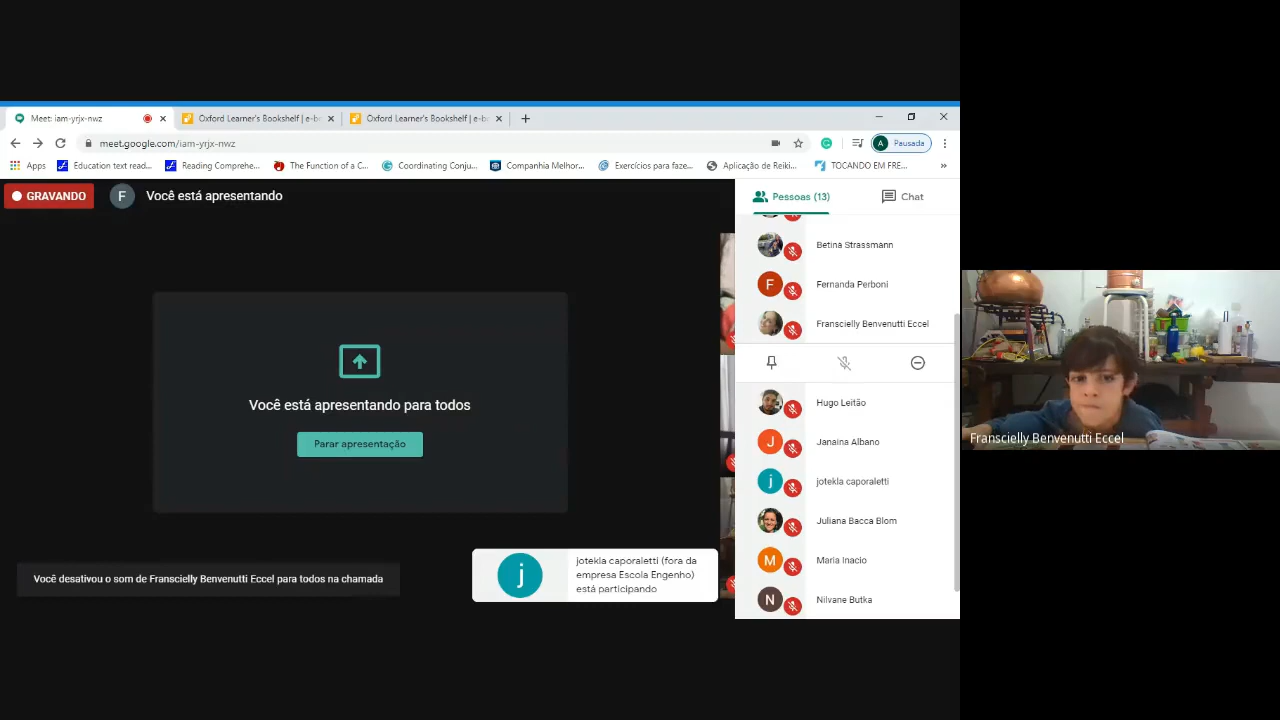 Meet: iam-yrjx-nwz
Oxford Learner's Bookshelf | e-b
Oxford Learner's Bookshelf | e-b
meet.google.com/iam-yrjx-nwz
A Pausada
Apps
Education text read...
Reading Comprehe...
The Function of a C...
Coordinating Conju...
Companhia Melhor...
Exercícios para faze...
Aplicação de Reiki...
TOCANDO EM FRE...
»
GRAVANDO
F
Você está apresentando
Pessoas (13)
Chat
Betina Strassmann
F Fernanda Perboni
Franscielly Benvenutti Eccel
Hugo Leitão
J Janaina Albano
j jotekla caporaletti
Juliana Bacca Blom
M Maria Inacio
N Nilvane Butka
Você está apresentando para todos
Parar apresentação
Você desativou o som de Franscielly Benvenutti Eccel para todos na chamada
j
jotekla caporaletti (fora da
empresa Escola Engenho)
está participando
Franscielly Benvenutti Eccel